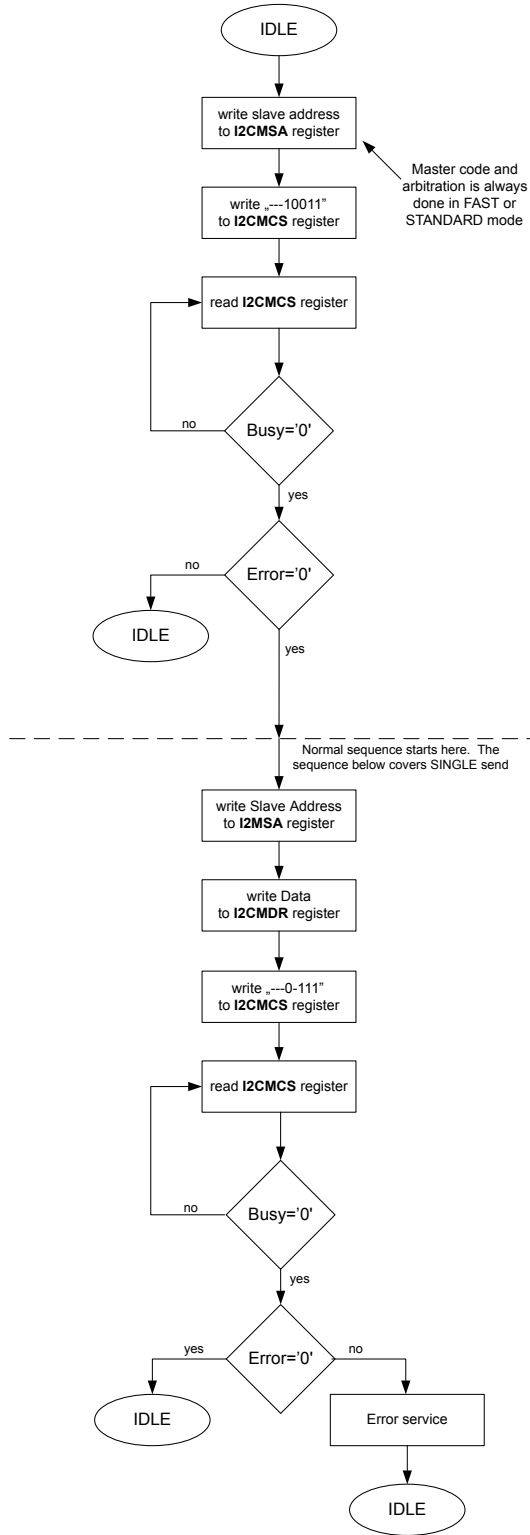 IDLE
write slave address
to I2CMSA register
Master code and
arbitration is always
done in FAST or
STANDARD mode
write „---10011”
to I2CMCS register
read I2CMCS register
Busy='0'
no
yes
Error='0'
no
IDLE
yes
Normal sequence starts here. The
sequence below covers SINGLE send
write Slave Address
to I2MSA register
write Data
to I2CMDR register
write „---0-111”
to I2CMCS register
read I2CMCS register
Busy='0'
no
yes
Error='0'
yes
no
IDLE
Error service
IDLE